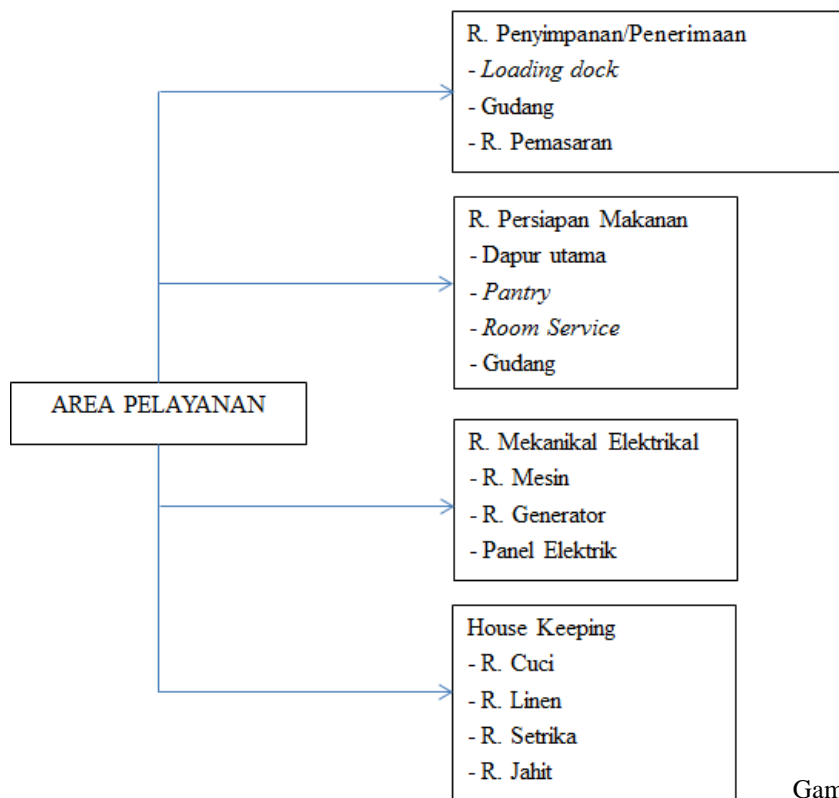 R. Penyimpanan/Penerimaan
- Loading dock
- Gudang
- R. Pemasaran
R. Persiapan Makanan
- Dapur utama
- Pantry
- Room Service
- Gudang
AREA PELAYANAN
R. Mekanikal Elektrikal
- R. Mesin
- R. Generator
- Panel Elektrik
House Keeping
- R. Cuci
- R. Linen
- R. Setrika
- R. Jahit
Gam